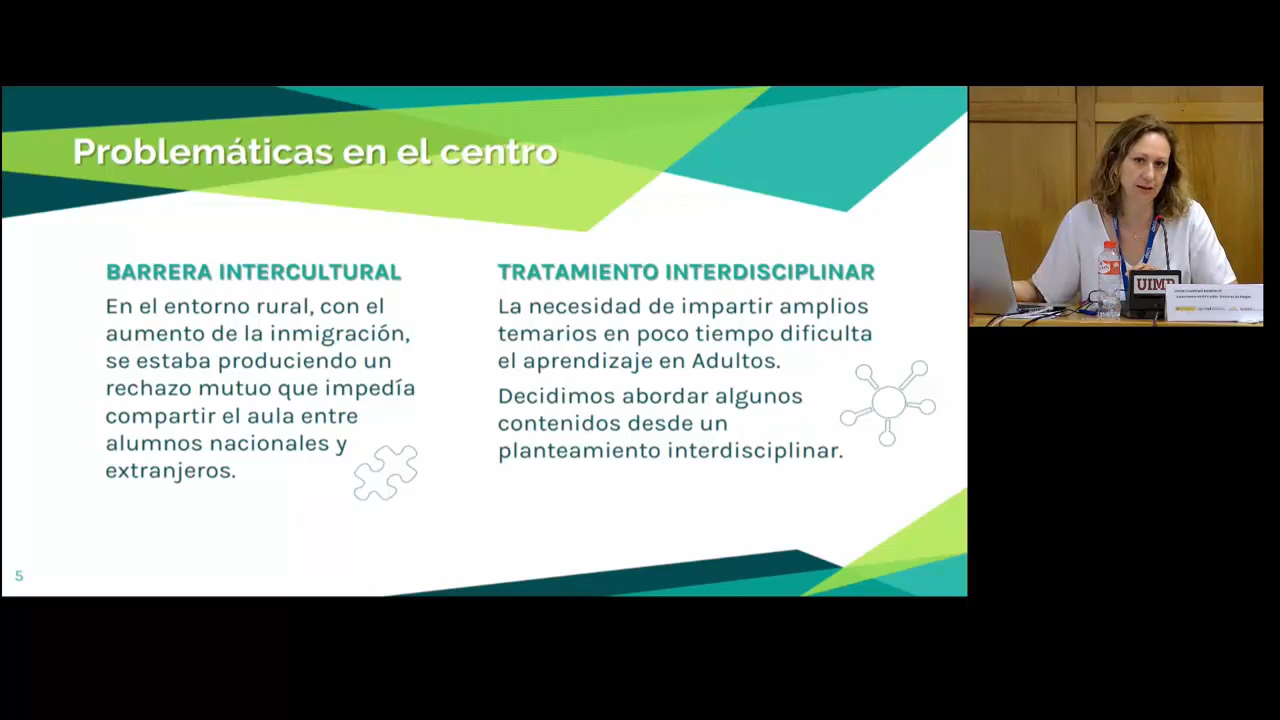 Problemáticas en el centro
BARRERA INTERCULTURAL
En el entorno rural, con el
aumento de la inmigración,
se estaba produciendo un
rechazo mutuo que impedía
compartir el aula entre
alumnos nacionales y
extranjeros.
TRATAMIENTO INTERDISCIPLINAR
La necesidad de impartir amplios
temarios en poco tiempo dificulta
el aprendizaje en Adultos.
Decidimos abordar algunos
contenidos desde un
planteamiento interdisciplinar.
5
UIMP